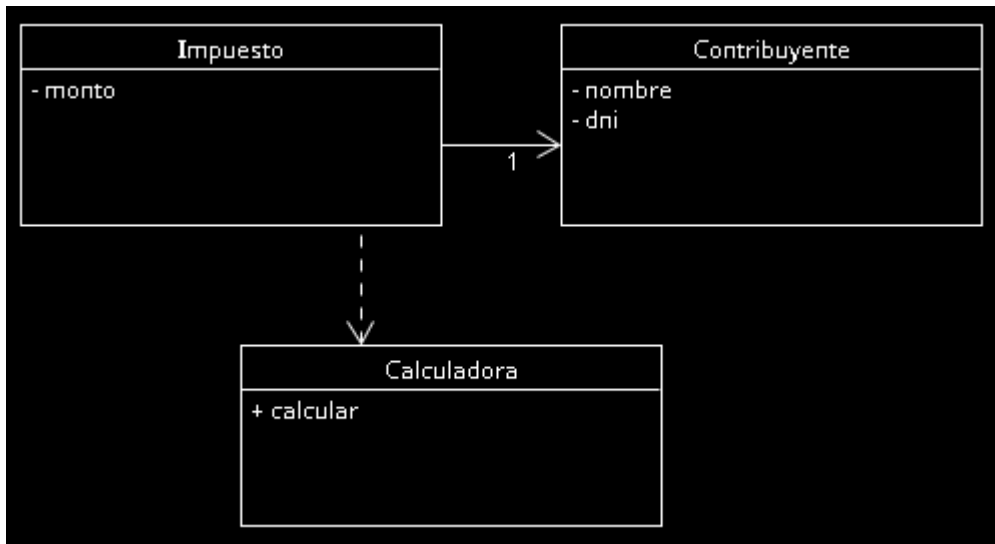 Impuesto
- monto
Contribuyente
- nombre
- dni
1
Calculadora
+ calcular